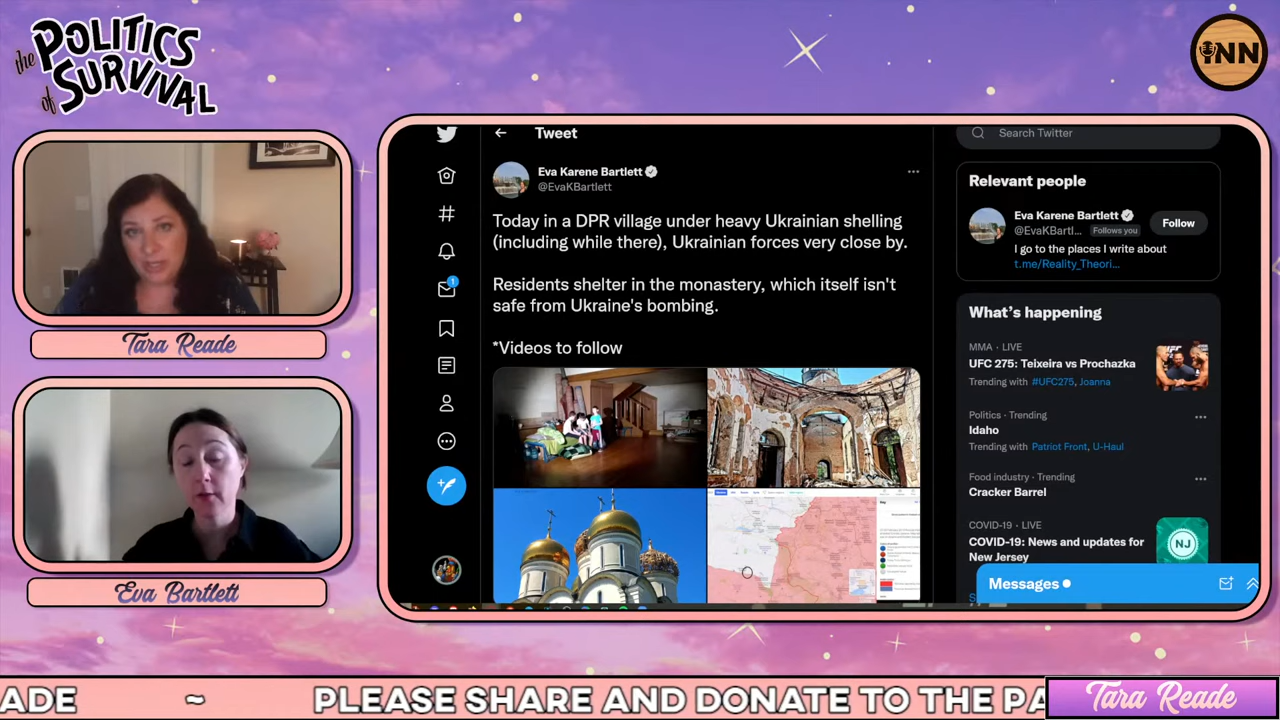 the POLITICS
of SURVIVAL
iNN
Tara Reade
Eva Bartlett
Tweet
Eva Karene Bartlett
@EvaKBartlett
Today in a DPR village under heavy Ukrainian shelling
(including while there), Ukrainian forces very close by.
Residents shelter in the monastery, which itself isn't
safe from Ukraine's bombing.
*Videos to follow
1
Search Twitter
Relevant people
Eva Karene Bartlett
@EvaKBartl... Follows you
Follow
I go to the places I write about
t.me/Reality_Theori...
What's happening
MMA · LIVE
UFC 275: Teixeira vs Prochazka
Trending with #UFC275, Joanna
Politics · Trending
Idaho
Trending with Patriot Front, U-Haul
Food industry · Trending
Cracker Barrel
COVID-19 · LIVE
COVID-19: News and updates for
New Jersey
NJ
Messages
ADE ~ PLEASE SHARE AND DONATE TO THE PA
Tara Reade